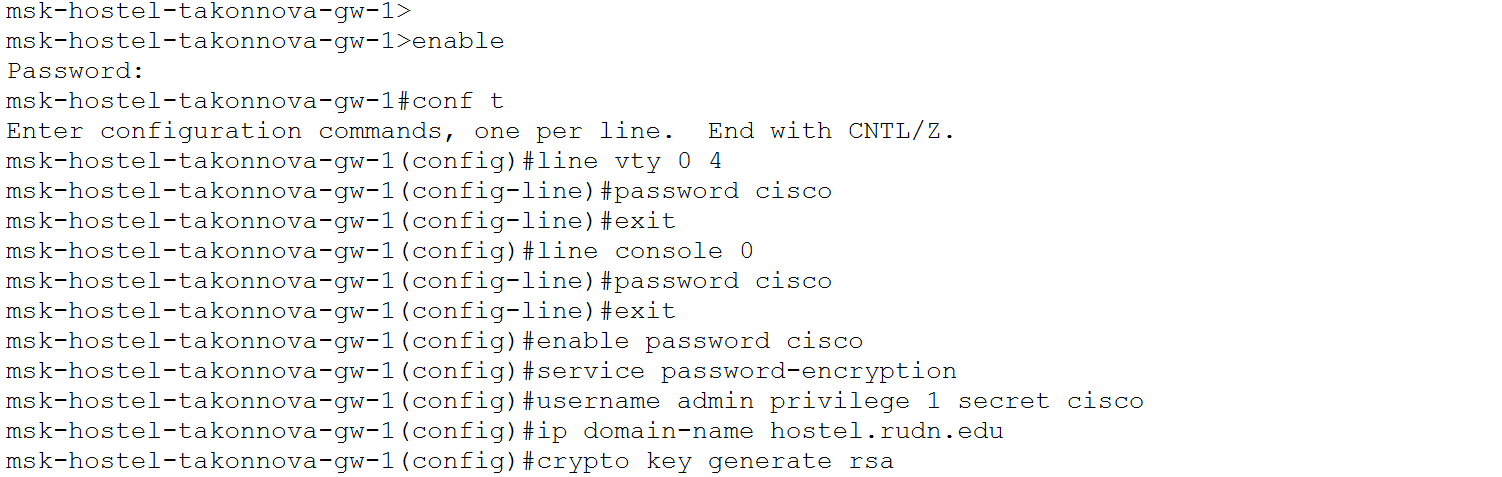 msk-hostel-takonnova-gw-1>
msk-hostel-takonnova-gw-1>enable
Password:
msk-hostel-takonnova-gw-1#conf t
Enter configuration commands, one per line.  End with CNTL/Z.
msk-hostel-takonnova-gw-1(config)#line vty 0 4
msk-hostel-takonnova-gw-1(config-line)#password cisco
msk-hostel-takonnova-gw-1(config-line)#exit
msk-hostel-takonnova-gw-1(config)#line console 0
msk-hostel-takonnova-gw-1(config-line)#password cisco
msk-hostel-takonnova-gw-1(config-line)#exit
msk-hostel-takonnova-gw-1(config)#enable password cisco
msk-hostel-takonnova-gw-1(config)#service password-encryption
msk-hostel-takonnova-gw-1(config)#username admin privilege 1 secret cisco
msk-hostel-takonnova-gw-1(config)#ip domain-name hostel.rudn.edu
msk-hostel-takonnova-gw-1(config)#crypto key generate rsa